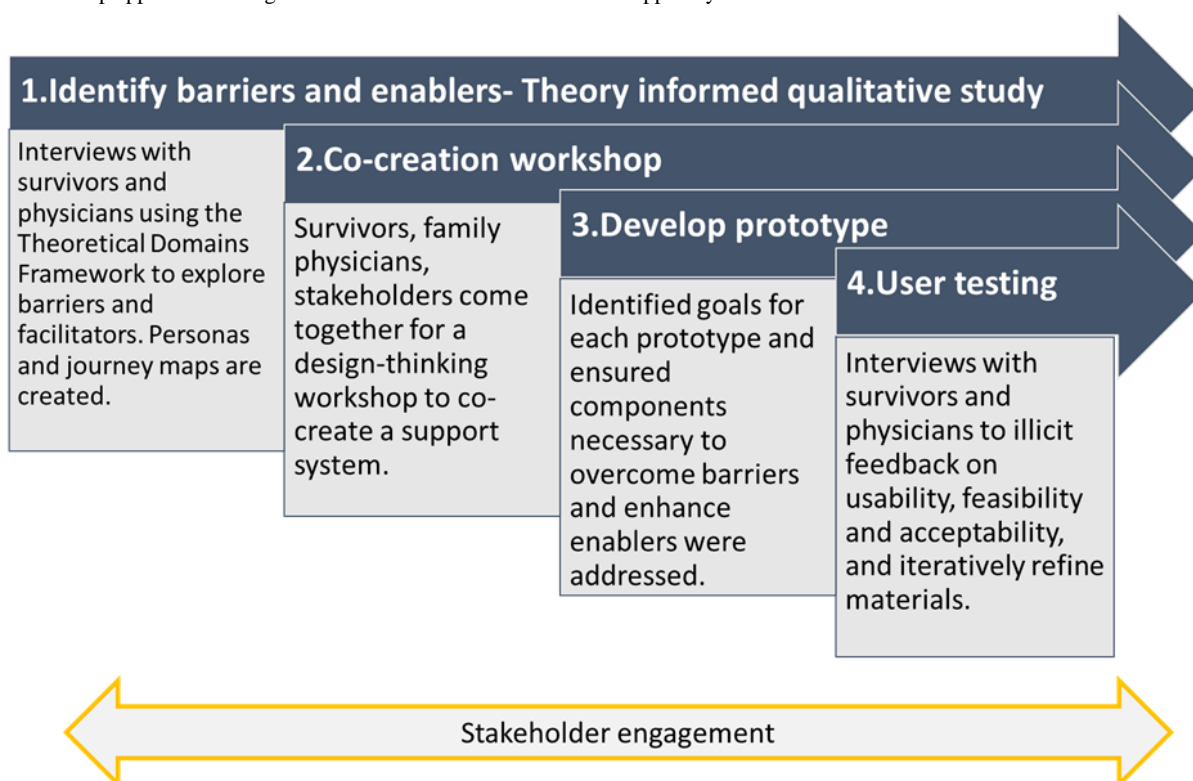 1.Identify barriers and enablers- Theory informed qualitative study
Interviews with
survivors and
physicians using the
Theoretical Domains
Framework to explore
barriers and
facilitators. Personas
and journey maps are
created.
2.Co-creation workshop
Survivors, family
physicians,
stakeholders come
together for a
design-thinking
workshop to co-
create a support
system.
3.Develop prototype
Identified goals for
each prototype and
ensured
components
necessary to
overcome barriers
and enhance
enablers were
addressed.
4.User testing
Interviews with
survivors and
physicians to illicit
feedback on
usability, feasibility
and acceptability,
and iteratively refine
materials.
Stakeholder engagement